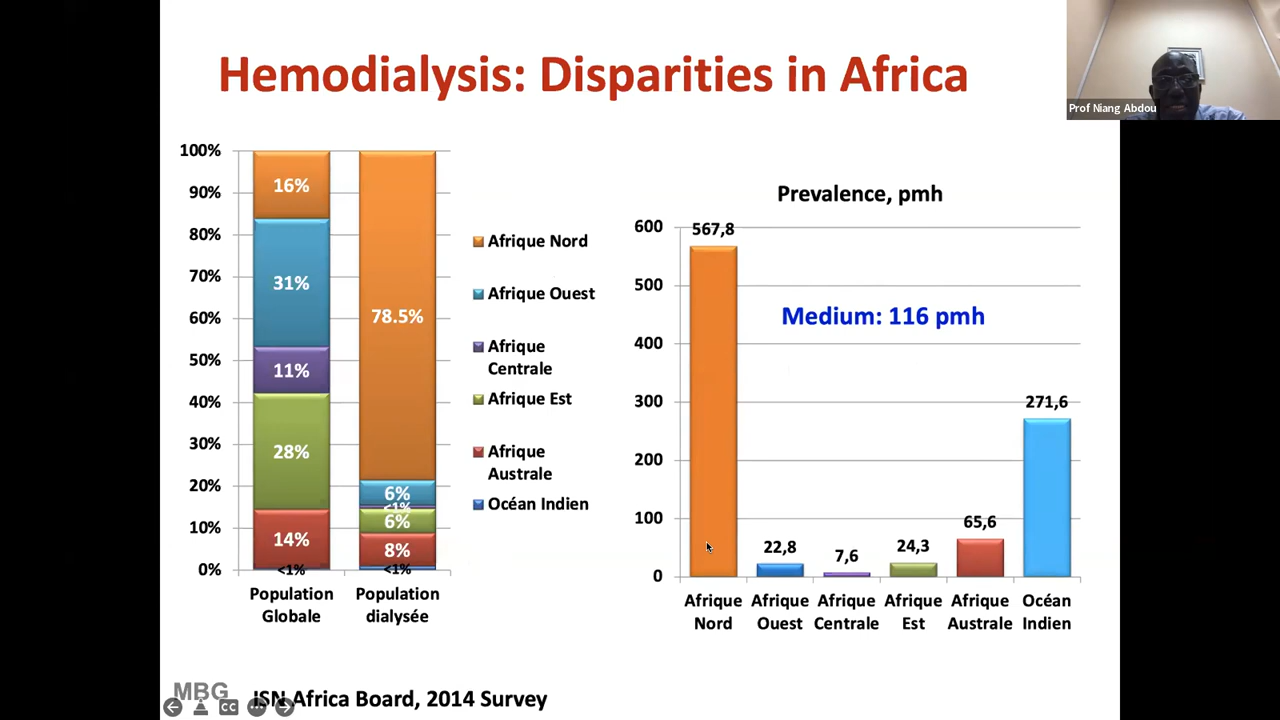 Hemodialysis: Disparities in Africa
Prof Niang Abdou
100%
90%
80%
70%
60%
50%
40%
30%
20%
10%
0%
16%
31%
11%
28%
14%
<1%
78.5%
6%
<1%
6%
8%
<1%
Population
Globale
Population
dialysée
Afrique Nord
Afrique Ouest
Afrique
Centrale
Afrique Est
Afrique
Australe
Océan Indien
Prevalence, pmh
600
500
400
300
200
100
0
567,8
Medium: 116 pmh
22,8
7,6
24,3
65,6
271,6
Afrique
Nord
Afrique
Ouest
Afrique
Centrale
Afrique
Est
Afrique
Australe
Océan
Indien
MBG
CC
ISN Africa Board, 2014 Survey